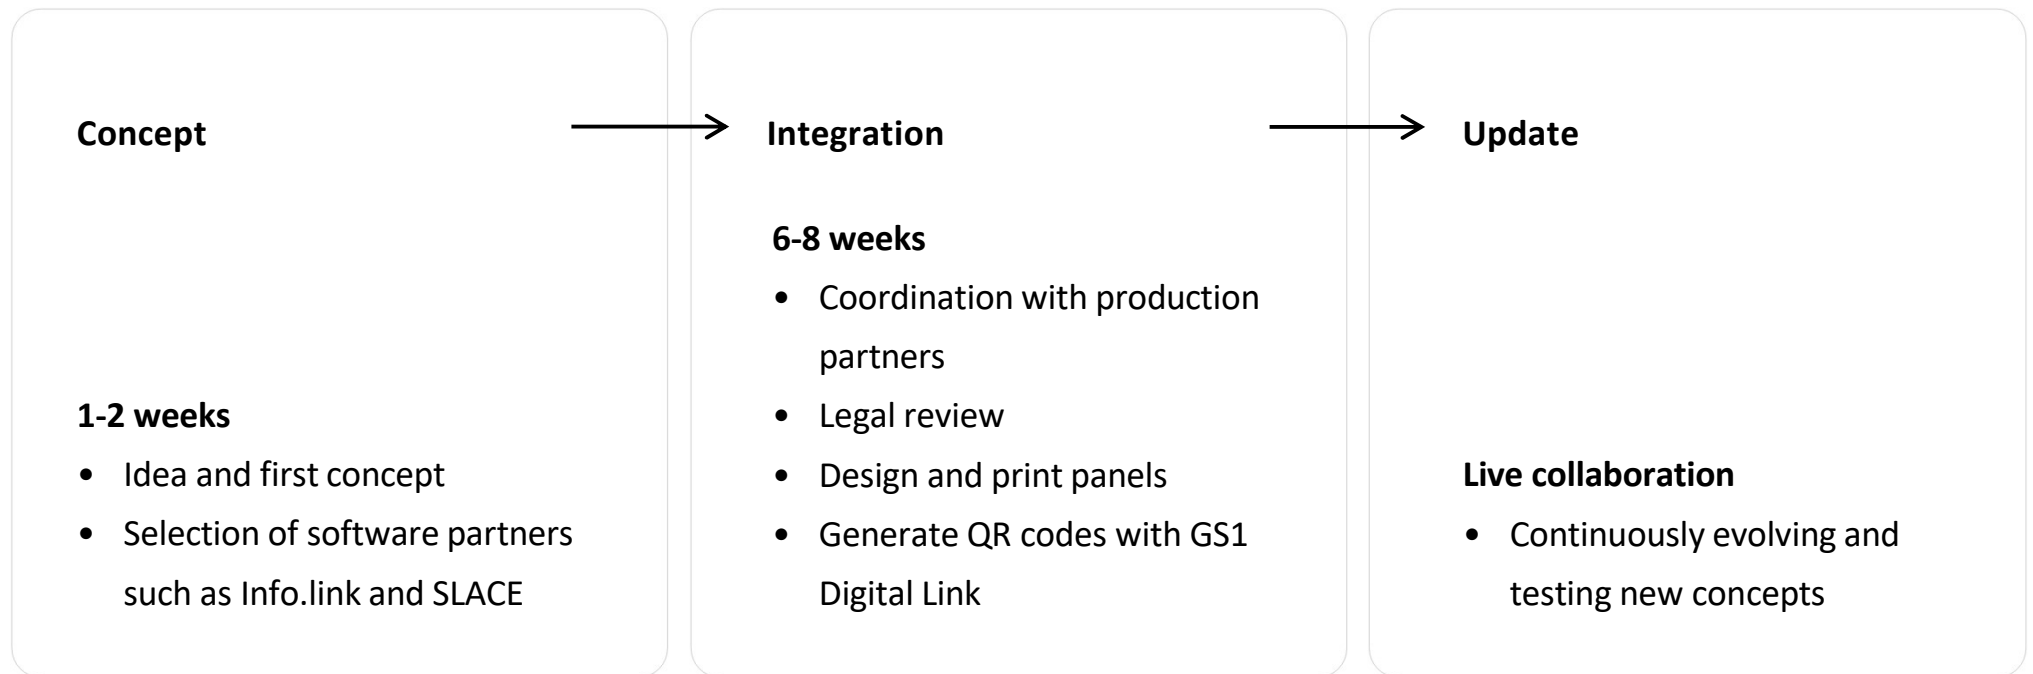 Concept
1-2 weeks
• Idea and first concept
• Selection of software partners
such as Info.link and SLACE
Integration
6-8 weeks
• Coordination with production
partners
• Legal review
• Design and print panels
• Generate QR codes with GS1
Digital Link
Update
Live collaboration
• Continuously evolving and
testing new concepts